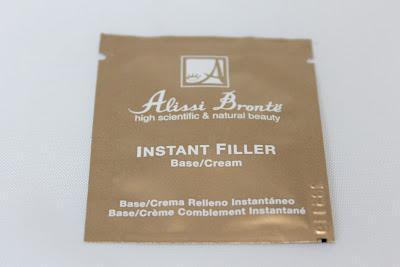 A
Alissi Brontë
high scientific & natural beauty
INSTANT FILLER
Base/Cream
Base/Crema Relleno Instantáneo
Base/Crème Comblement Instantané